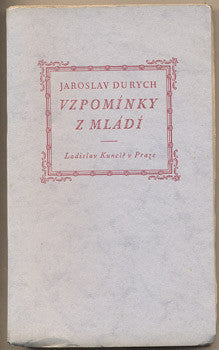 JAROSLAV DURYCH
VZPOMÍNKY
Z MLÁDÍ
Ladislav Kuncíř v Praze